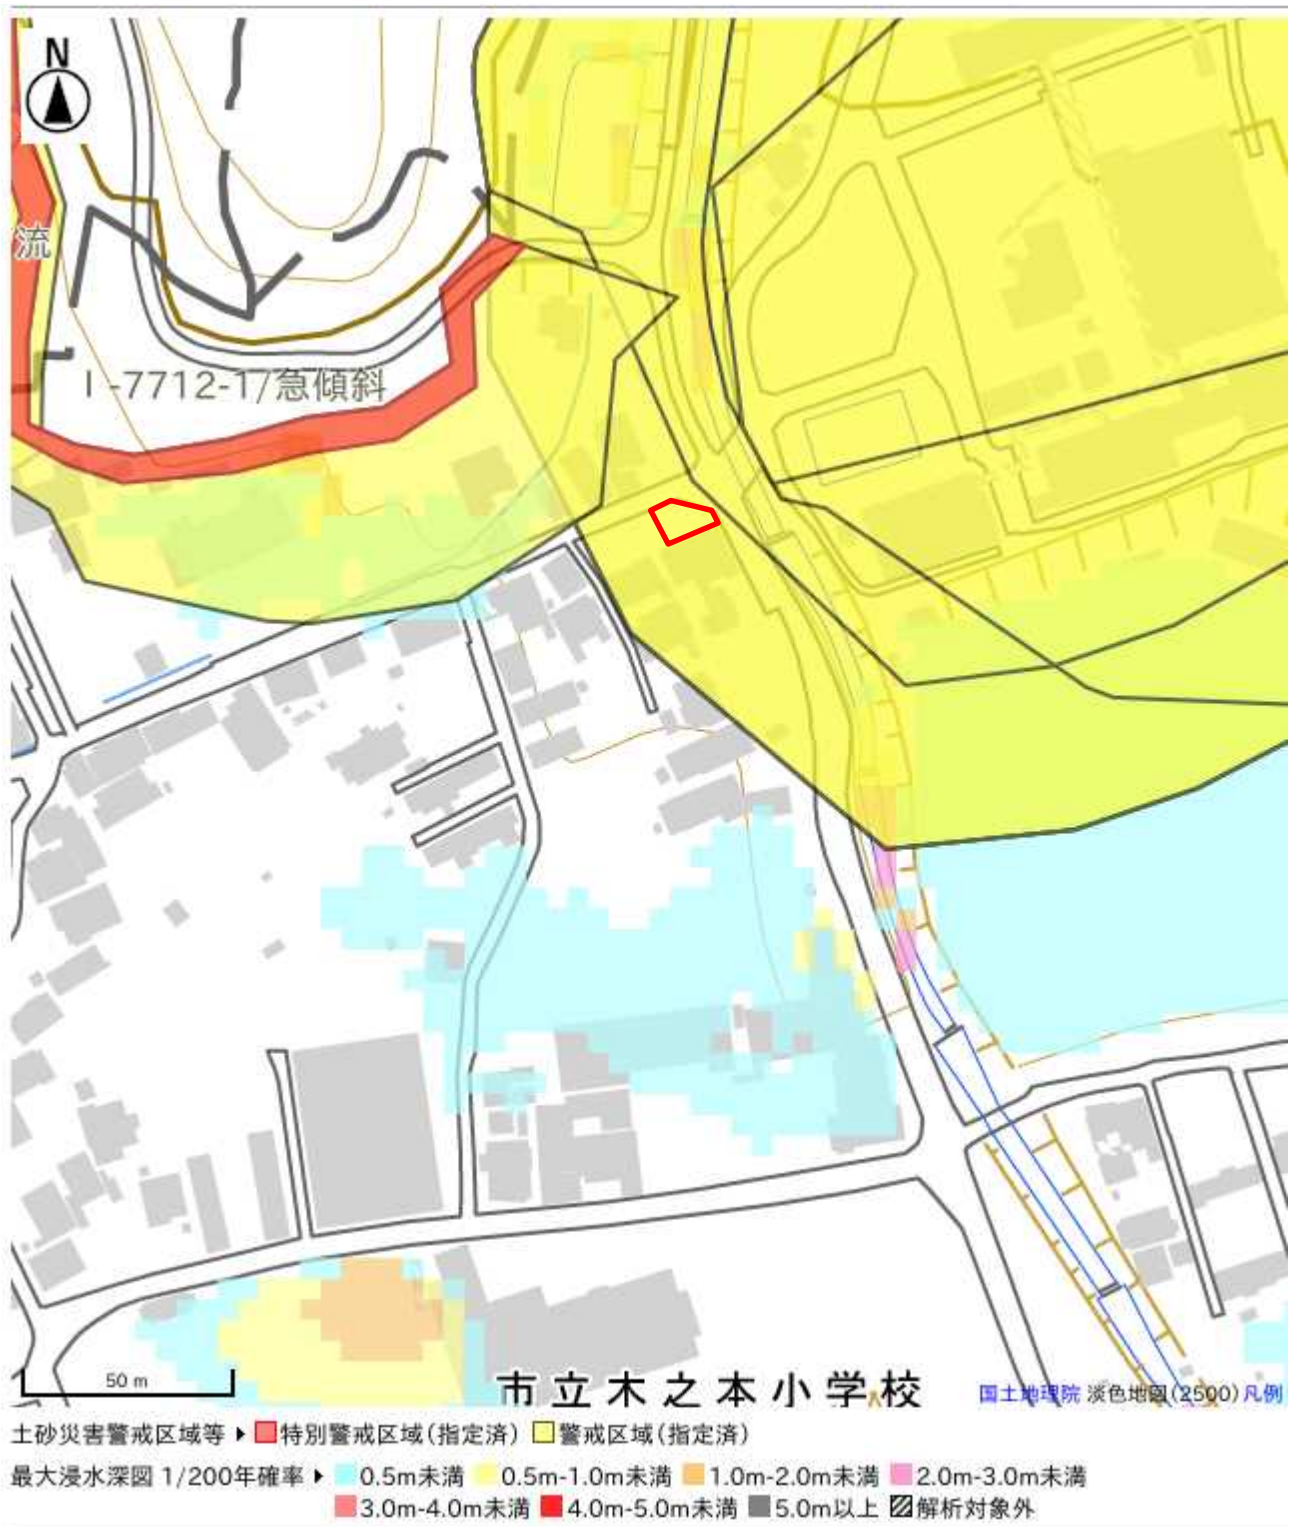 N
流
I-7712-1/急傾斜
50 m
市立木之本小学校
国土地理院 淡色地図(2500) 凡例
土砂災害警戒区域等 ▶ 特別警戒区域(指定済) 警戒区域(指定済)
最大浸水深図 1/200年確率 ▶ 0.5m未満 0.5m-1.0m未満 1.0m-2.0m未満 2.0m-3.0m未満
3.0m-4.0m未満 4.0m-5.0m未満 5.0m以上 解析対象外